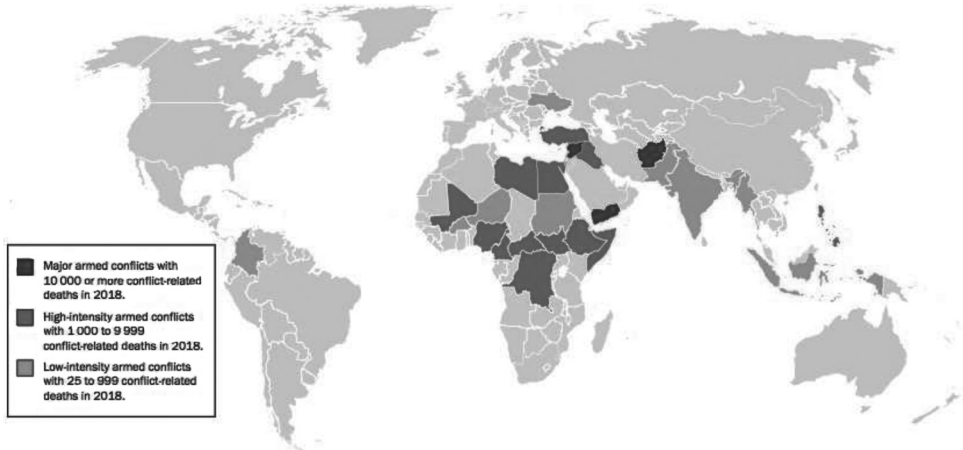 Major armed conflicts with
10 000 or more conflict-related
deaths in 2018.
High-intensity armed conflicts
with 1 000 to 9 999
conflict-related deaths in 2018.
Low-intensity armed conflicts
with 25 to 999 conflict-related
deaths in 2018.